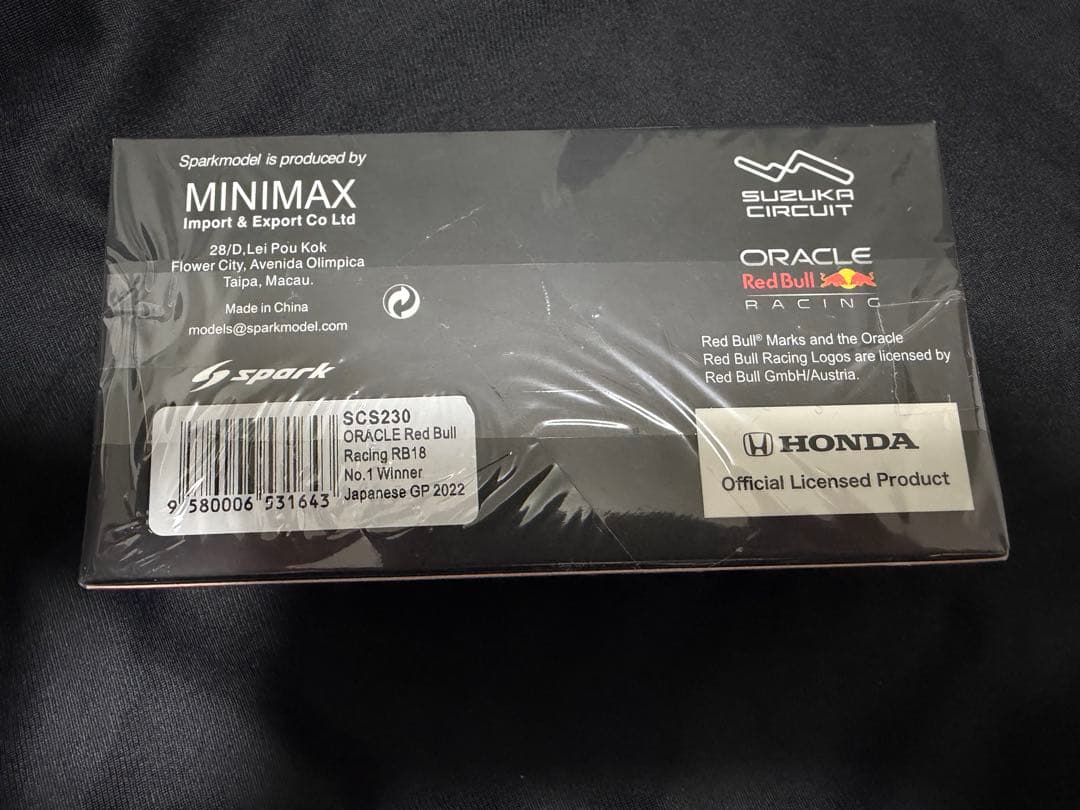 Sparkmodel is produced by
MINIMAX
Import & Export Co Ltd
28/D,Lei Pou Kok
Flower City, Avenida Olimpica
Taipa, Macau.
Made in China
models@sparkmodel.com
spark
SCS230
ORACLE Red Bull
Racing RB18
No.1 Winner
Japanese GP 2022
9 580006 531643
SUZUKA
CIRCUIT
ORACLE
Red Bull
RACING
Red Bull® Marks and the Oracle
Red Bull Racing Logos are licensed by
Red Bull GmbH/Austria.
HONDA
Official Licensed Product